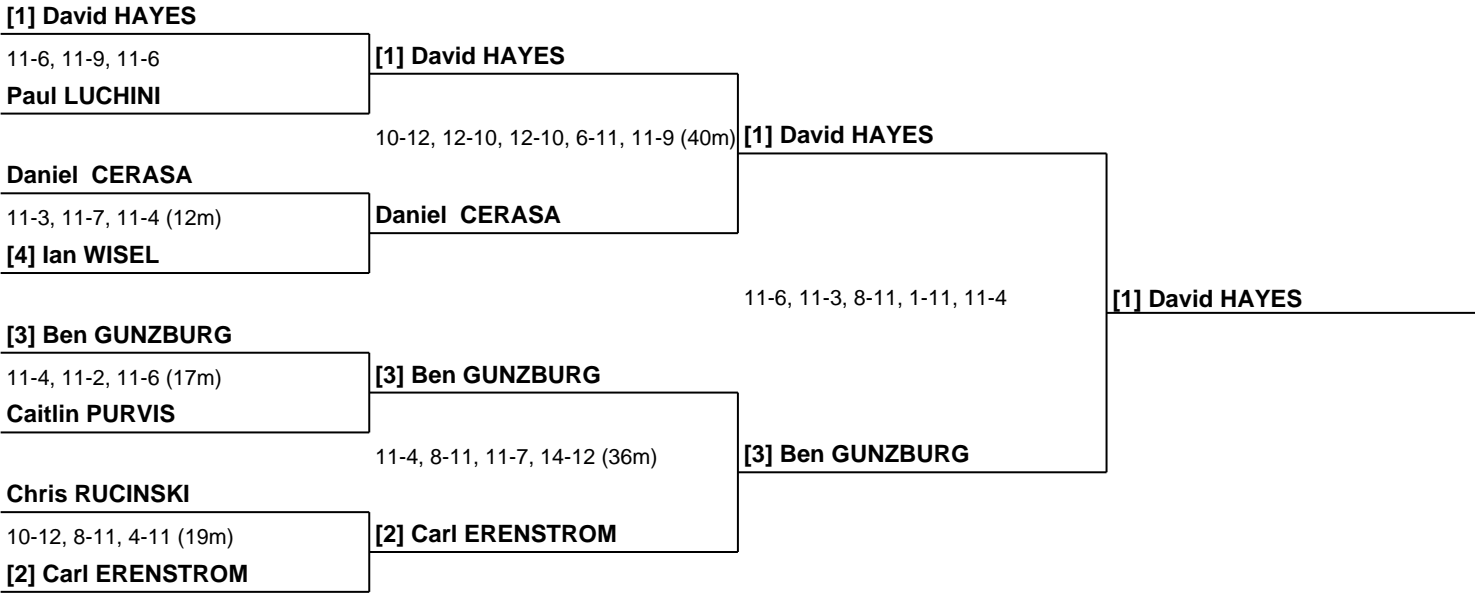 [1] David HAYES
11-6, 11-9, 11-6
[1] David HAYES
Paul LUCHINI
10-12, 12-10, 12-10, 6-11, 11-9 (40m)
[1] David HAYES
Daniel  CERASA
11-3, 11-7, 11-4 (12m)
Daniel  CERASA
[4] Ian WISEL
11-6, 11-3, 8-11, 1-11, 11-4
[1] David HAYES
[3] Ben GUNZBURG
11-4, 11-2, 11-6 (17m)
[3] Ben GUNZBURG
Caitlin PURVIS
11-4, 8-11, 11-7, 14-12 (36m)
[3] Ben GUNZBURG
Chris RUCINSKI
10-12, 8-11, 4-11 (19m)
[2] Carl ERENSTROM
[2] Carl ERENSTROM